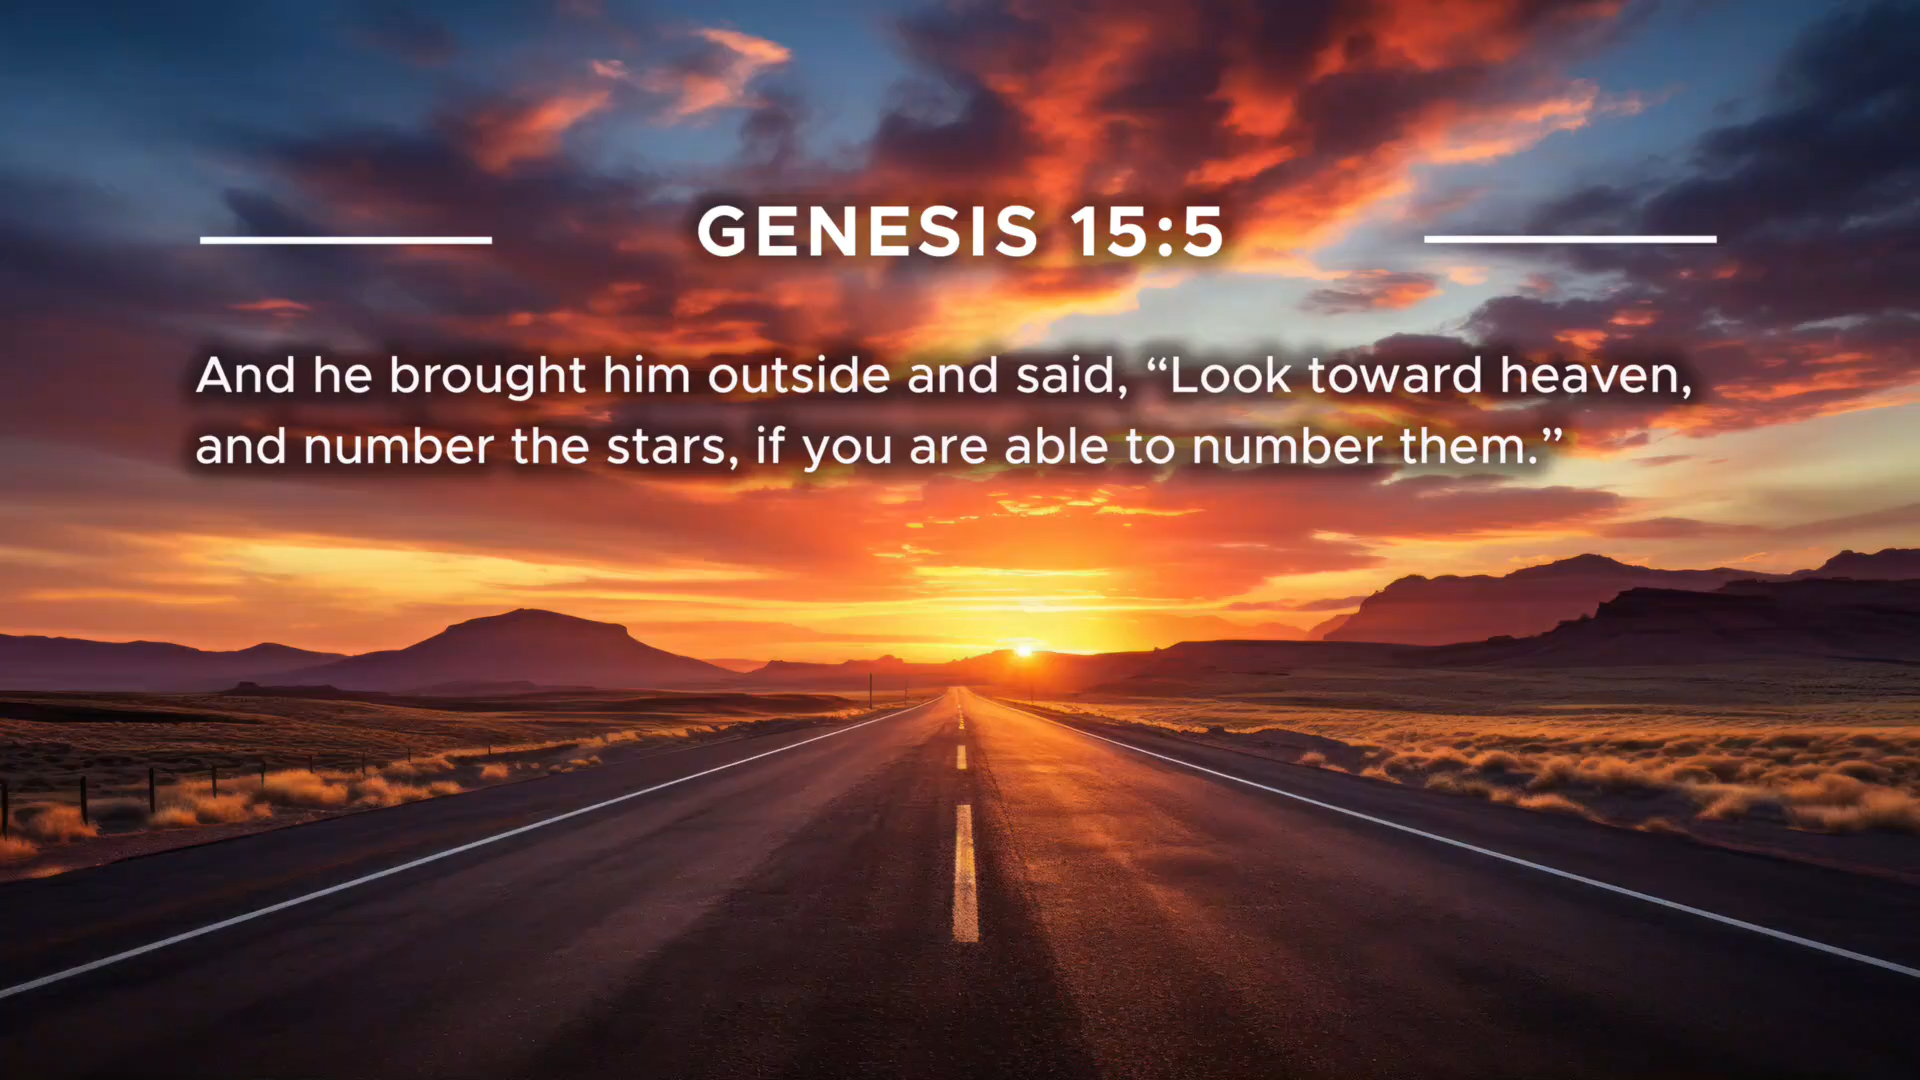 GENESIS 15:5
And he brought him outside and said, “Look toward heaven,
and number the stars, if you are able to number them.”